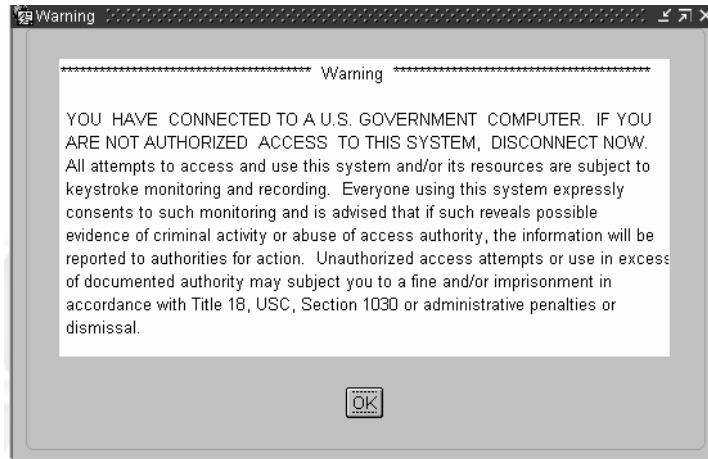 Warning
************************************** Warning ***************************************
YOU HAVE CONNECTED TO A U.S. GOVERNMENT COMPUTER. IF YOU
ARE NOT AUTHORIZED ACCESS TO THIS SYSTEM, DISCONNECT NOW.
All attempts to access and use this system and/or its resources are subject to
keystroke monitoring and recording. Everyone using this system expressly
consents to such monitoring and is advised that if such reveals possible
evidence of criminal activity or abuse of access authority, the information will be
reported to authorities for action. Unauthorized access attempts or use in excess
of documented authority may subject you to a fine and/or imprisonment in
accordance with Title 18, USC, Section 1030 or administrative penalties or
dismissal.
OK